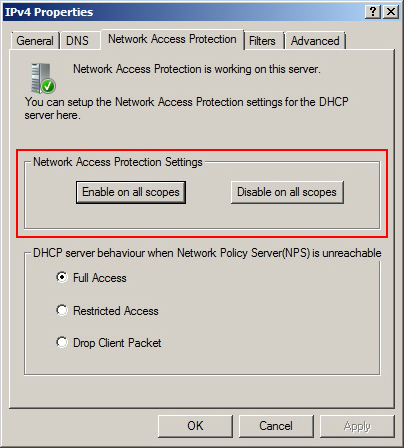 IPv4 Properties
General DNS Network Access Protection Filters Advanced
Network Access Protection is working on this server.
You can setup the Network Access Protection settings for the DHCP
server here.
Network Access Protection Settings
Enable on all scopes Disable on all scopes
DHCP server behaviour when Network Policy Server(NPS) is unreachable
Full Access
Restricted Access
Drop Client Packet
OK Cancel Apply